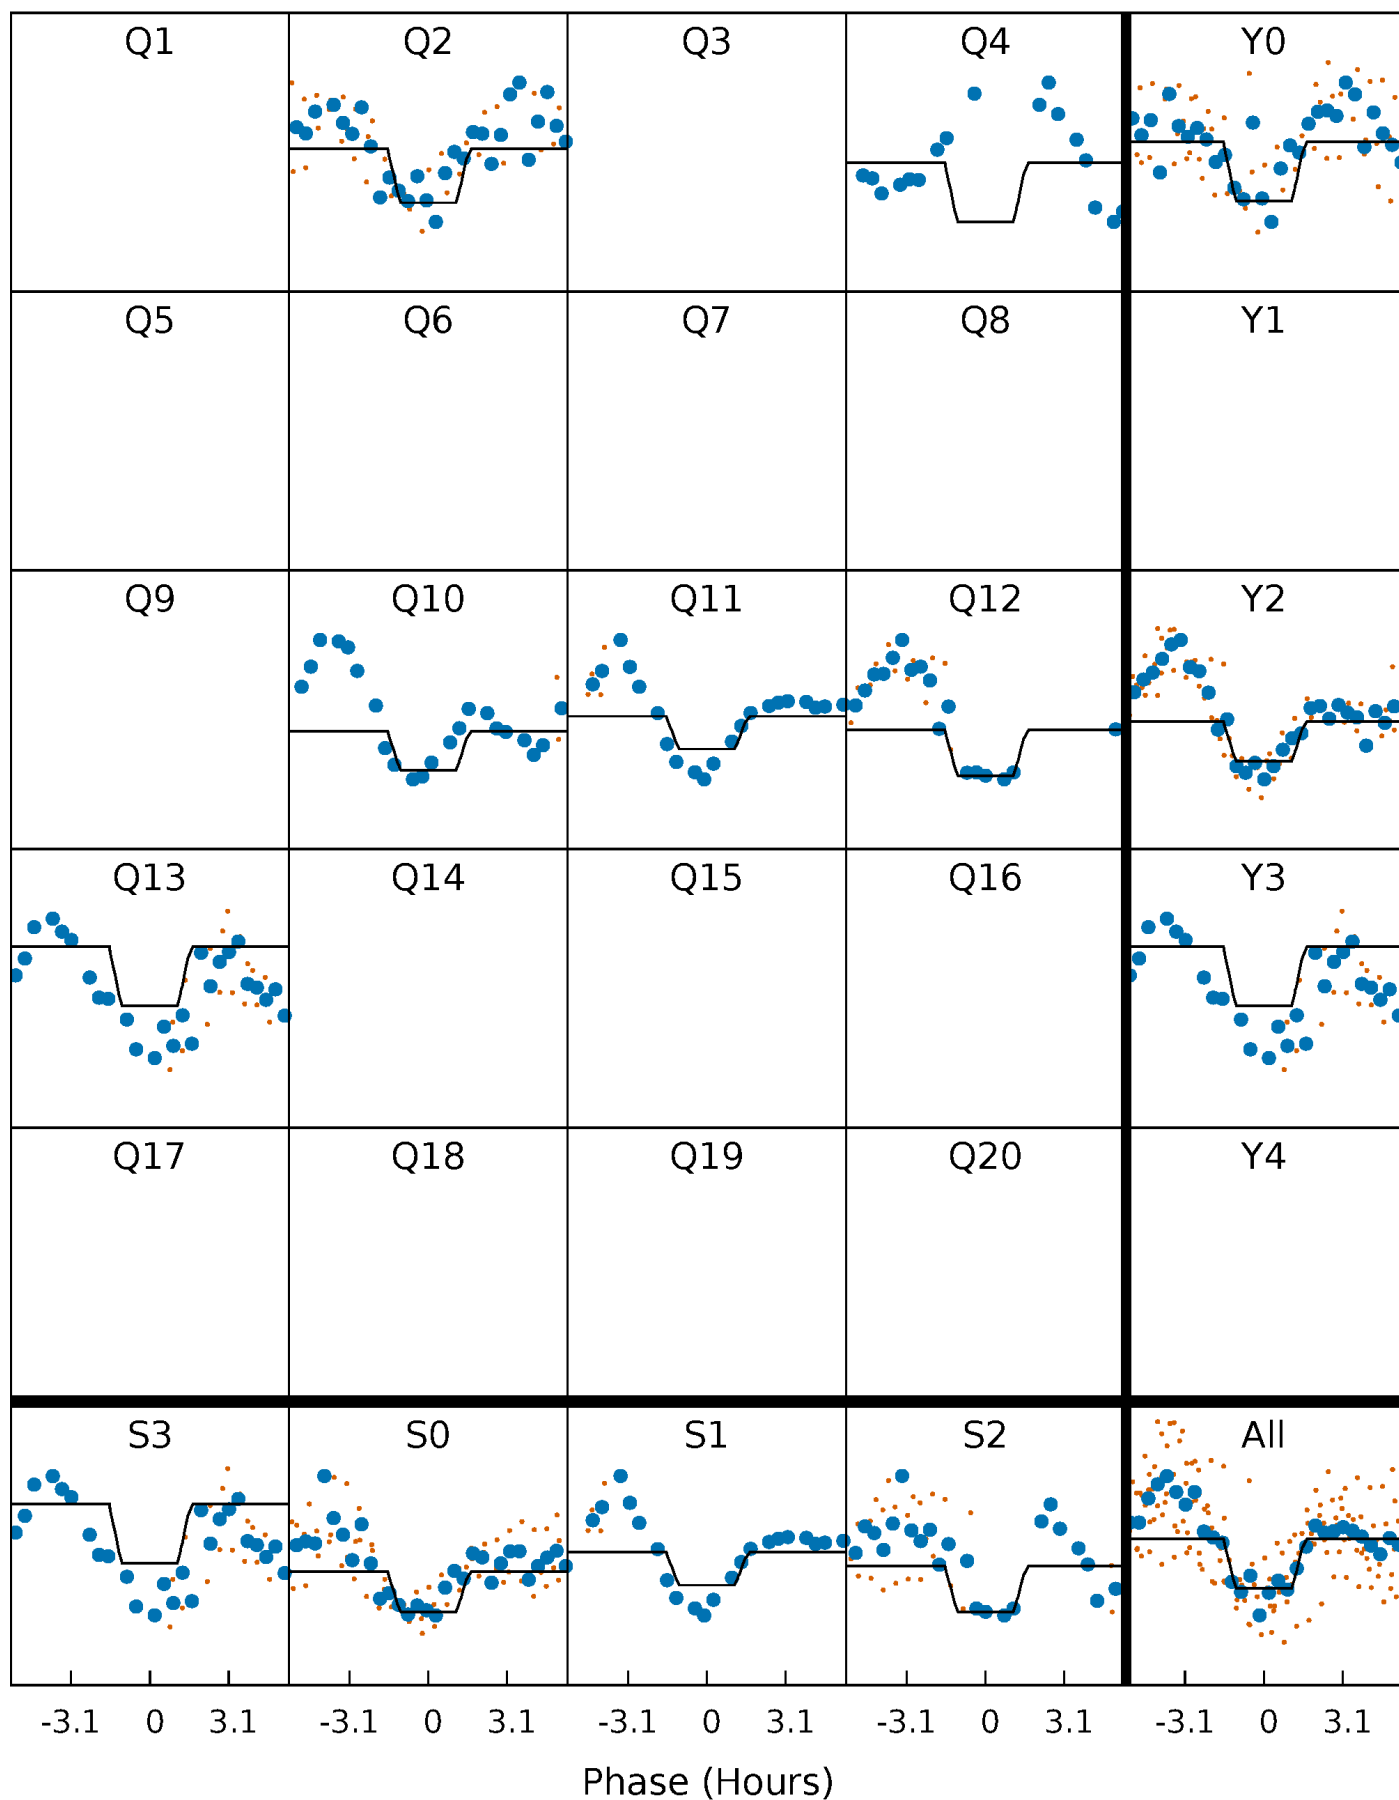 Q1 Q2 Q3 Q4 Y0
Q5 Q6 Q7 Q8 Y1
Q9 Q10 Q11 Q12 Y2
Q13 Q14 Q15 Q16 Y3
Q17 Q18 Q19 Q20 Y4
S3 S0 S1 S2 All
-3.1 0 3.1 -3.1 0 3.1 -3.1 0 3.1 -3.1 0 3.1 -3.1 0 3.1
Phase (Hours)